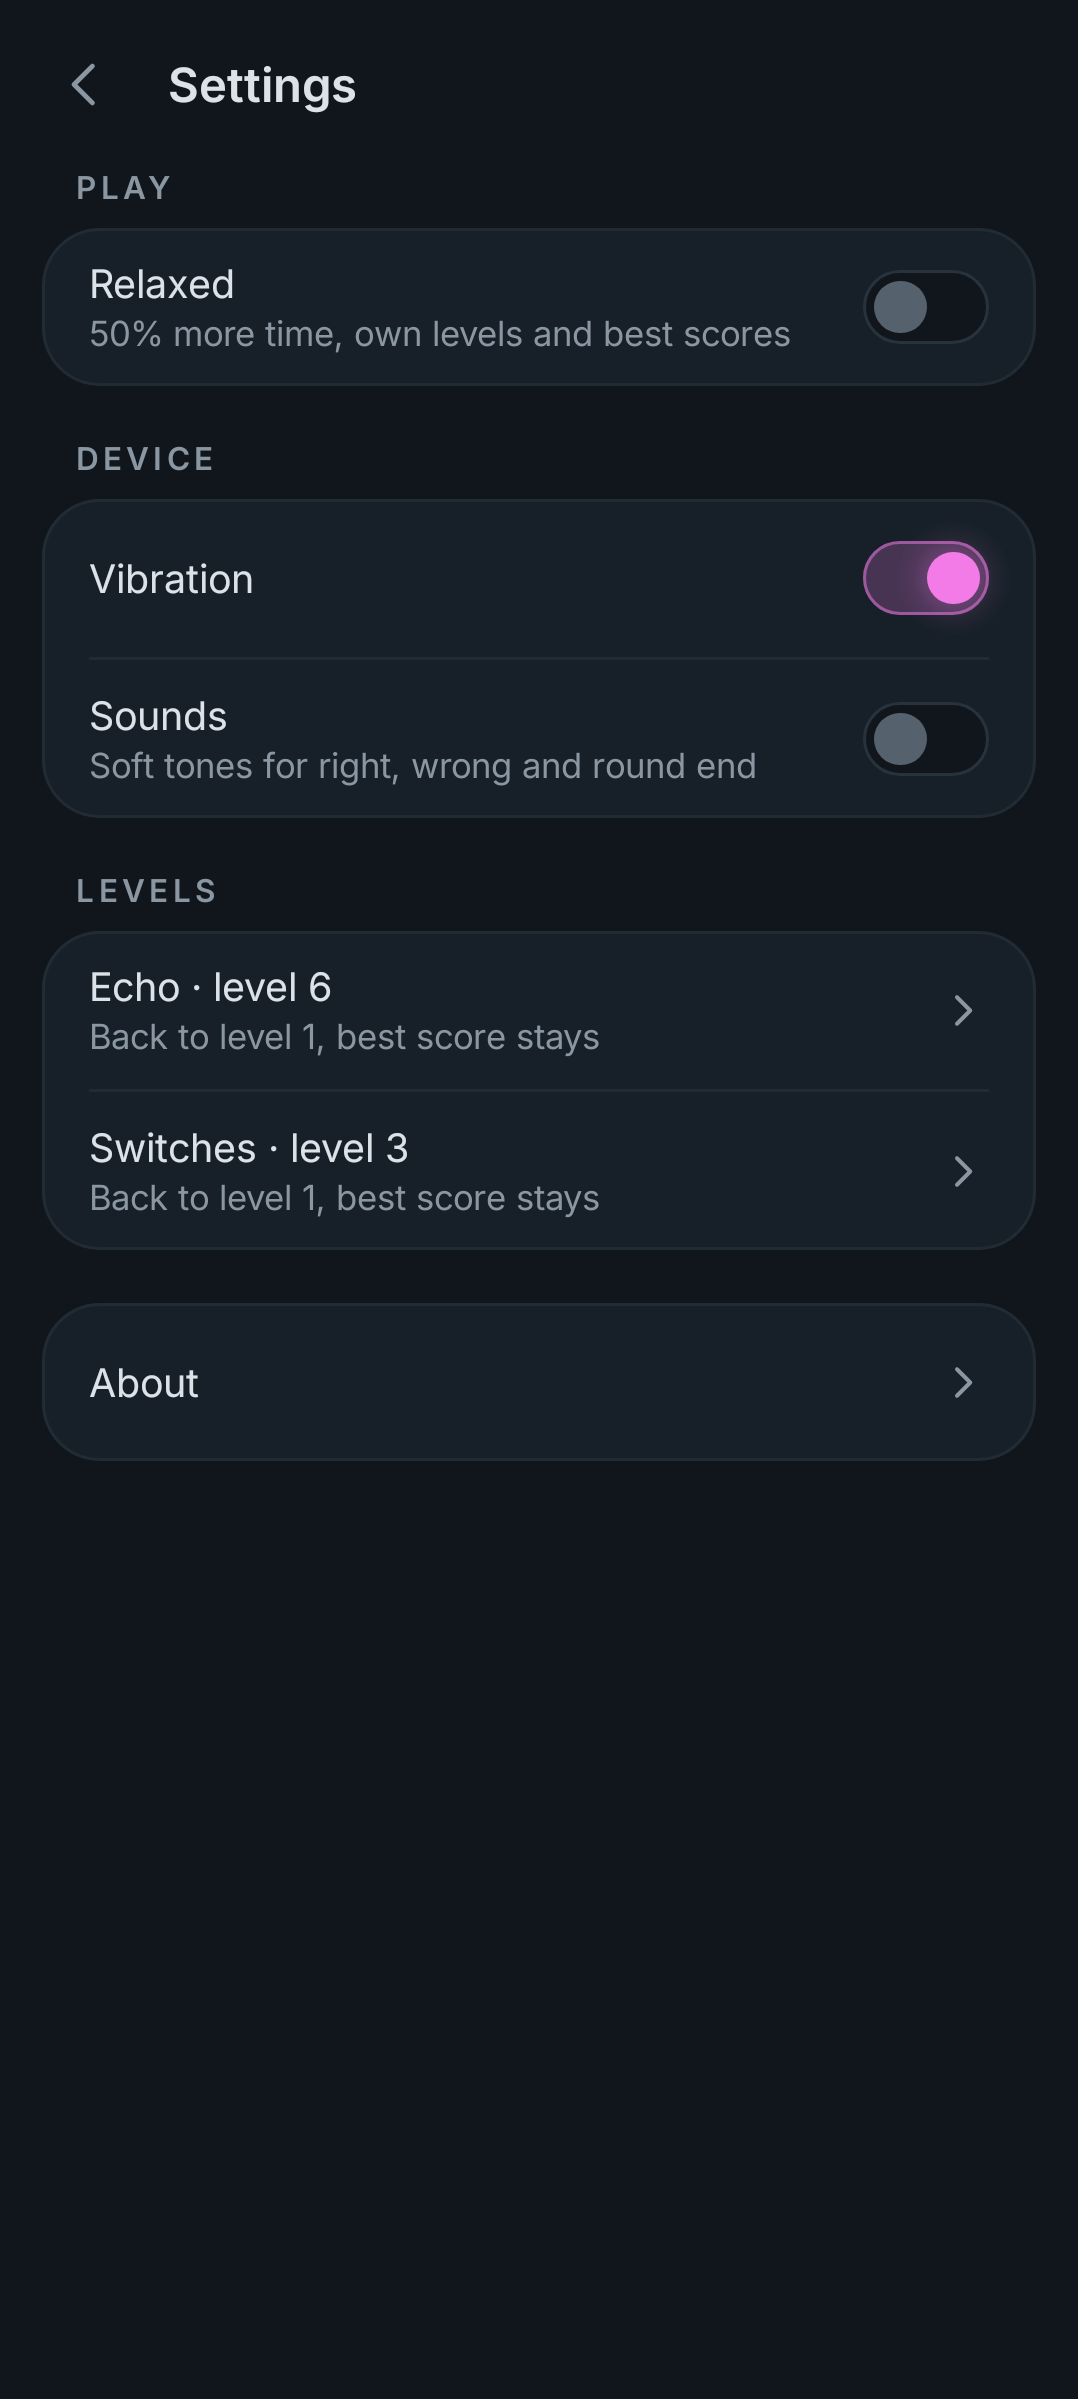 Settings
PLAY
Relaxed
50% more time, own levels and best scores
DEVICE
Vibration
Sounds
Soft tones for right, wrong and round end
LEVELS
Echo · level 6
Back to level 1, best score stays
Switches · level 3
Back to level 1, best score stays
About